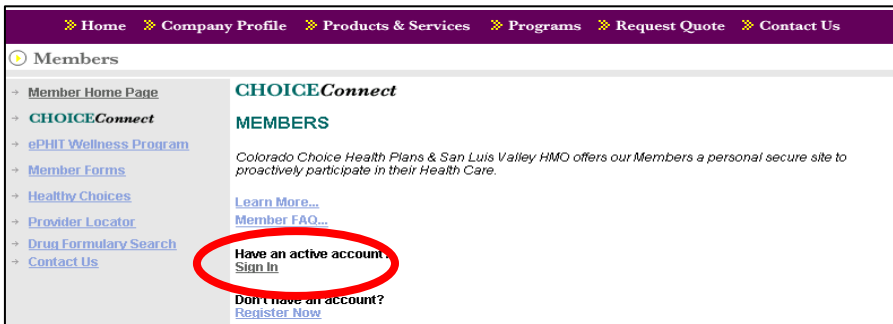 Home Company Profile Products & Services Programs Request Quote Contact Us
Members
Member Home Page
CHOICEConnect
ePHIT Wellness Program
Member Forms
Healthy Choices
Provider Locator
Drug Formulary Search
Contact Us
CHOICEConnect
MEMBERS
Colorado Choice Health Plans & San Luis Valley HMO offers our Members a personal secure site to
proactively participate in their Health Care.
Learn More...
Member FAQ...
Have an active account?
Sign In
Don't have an account?
Register Now